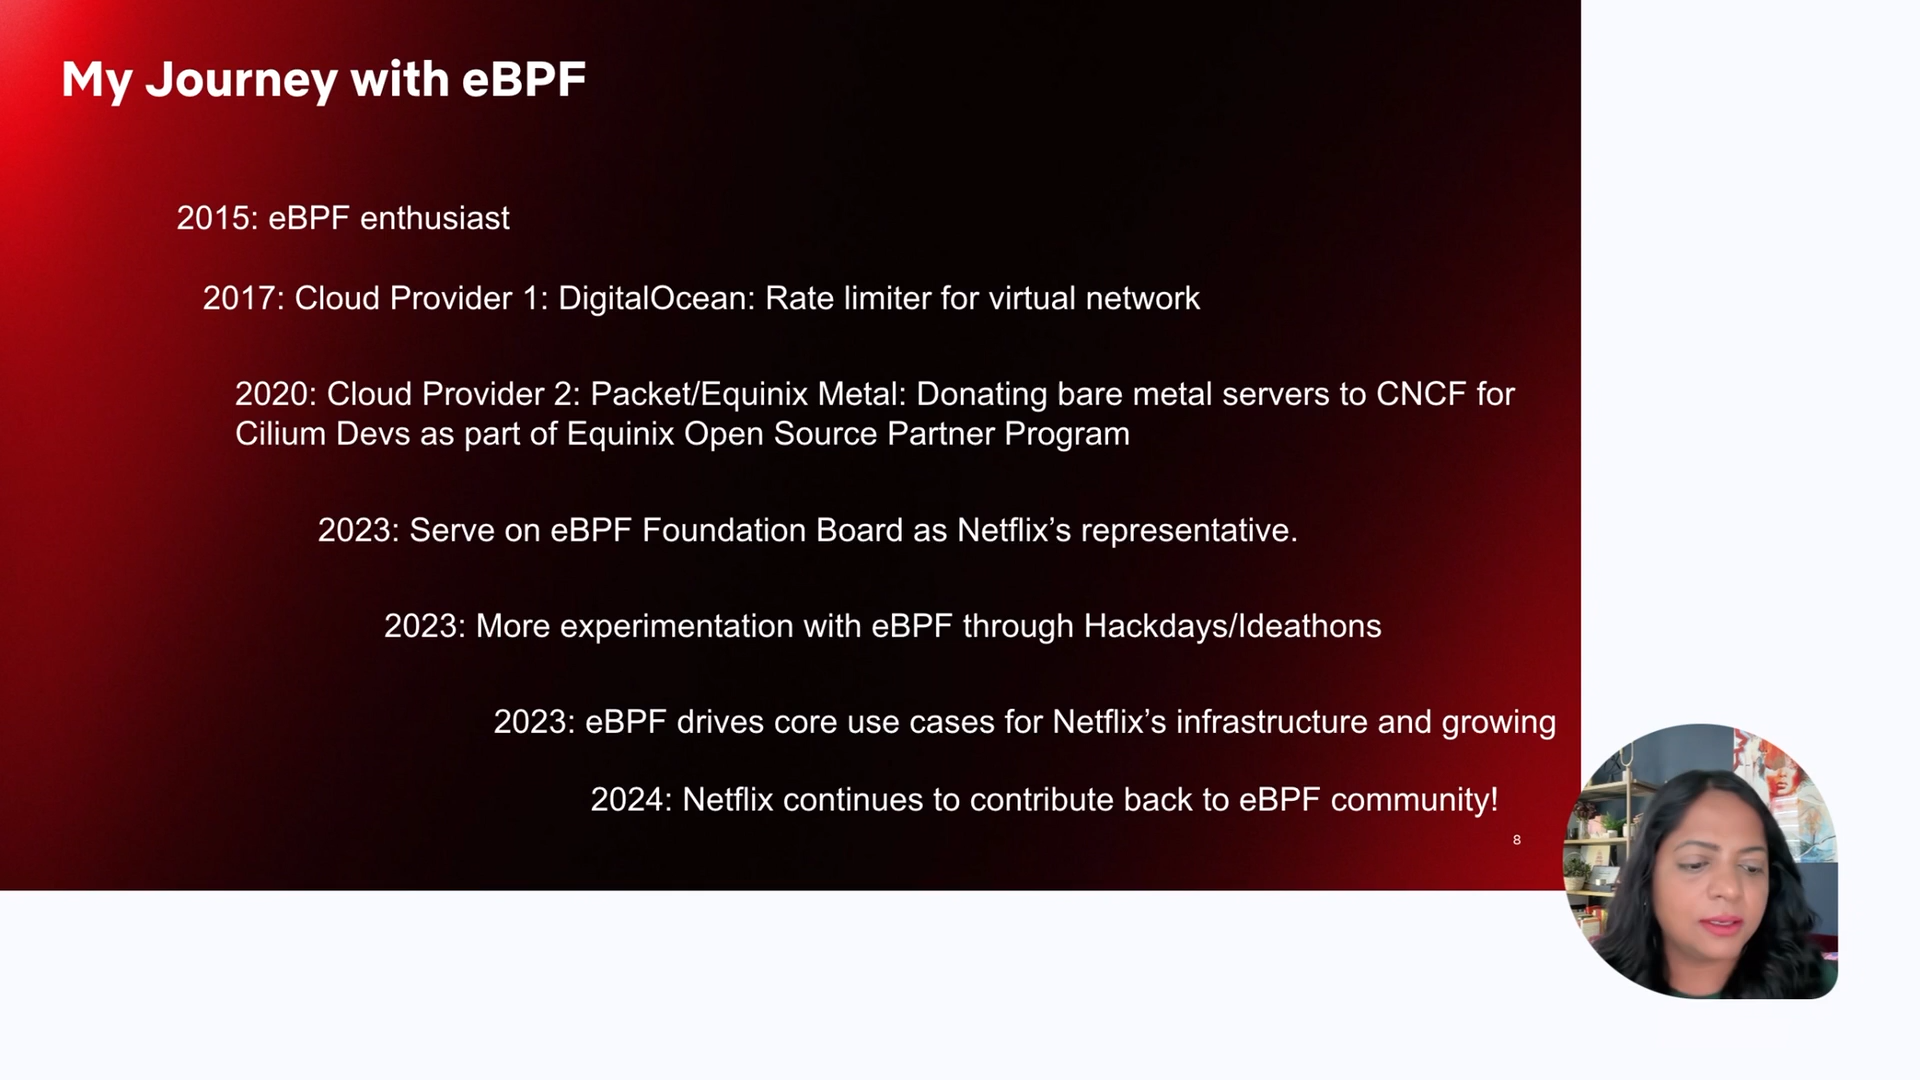 My Journey with eBPF
2015: eBPF enthusiast
2017: Cloud Provider 1: DigitalOcean: Rate limiter for virtual network
2020: Cloud Provider 2: Packet/Equinix Metal: Donating bare metal servers to CNCF for
Cilium Devs as part of Equinix Open Source Partner Program
2023: Serve on eBPF Foundation Board as Netflix’s representative.
2023: More experimentation with eBPF through Hackdays/Ideathons
2023: eBPF drives core use cases for Netflix’s infrastructure and growing
2024: Netflix continues to contribute back to eBPF community!
8